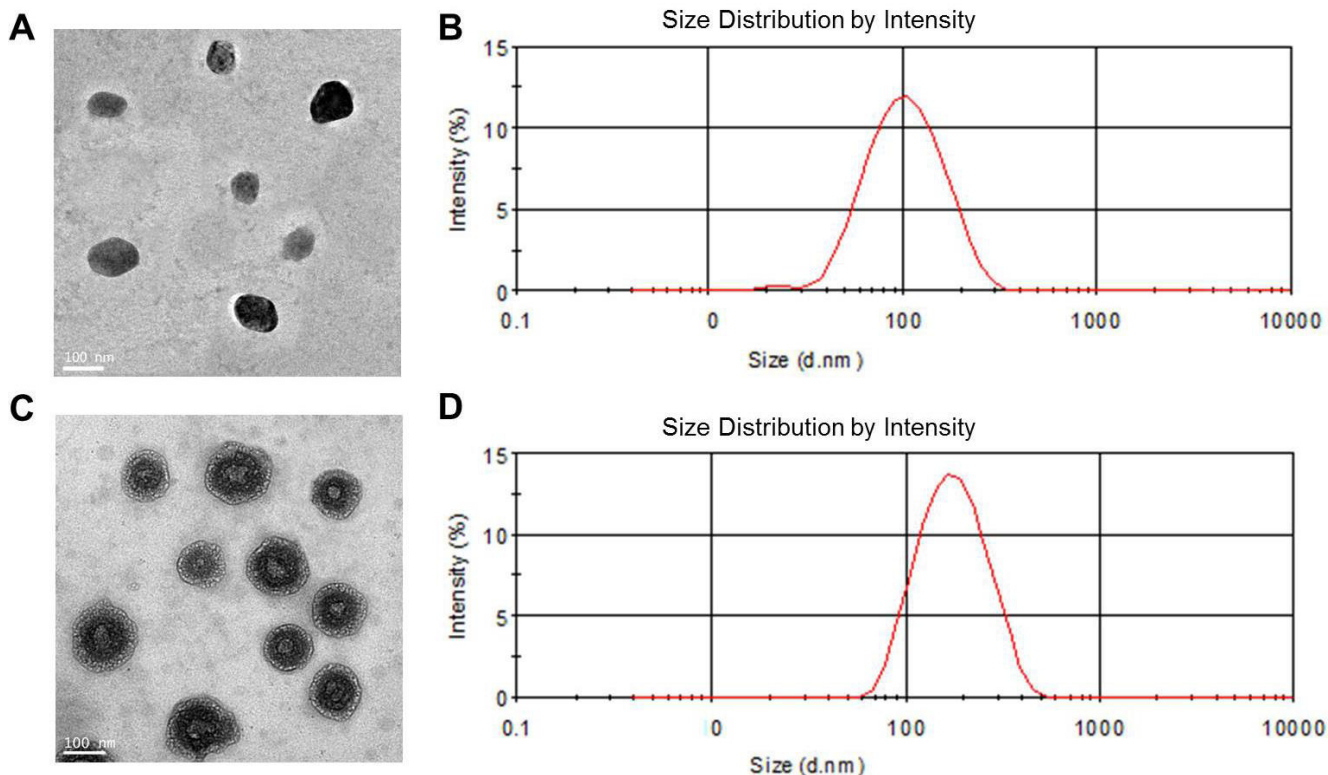 A
100 nm
B
Size Distribution by Intensity
Intensity (%)
15
10
5
0
0.1 0 100 1000 10000
Size (d.nm )
C
100 nm
D
Size Distribution by Intensity
Intensity (%)
15
10
5
0
0.1 0 100 1000 10000
Size (d.nm)